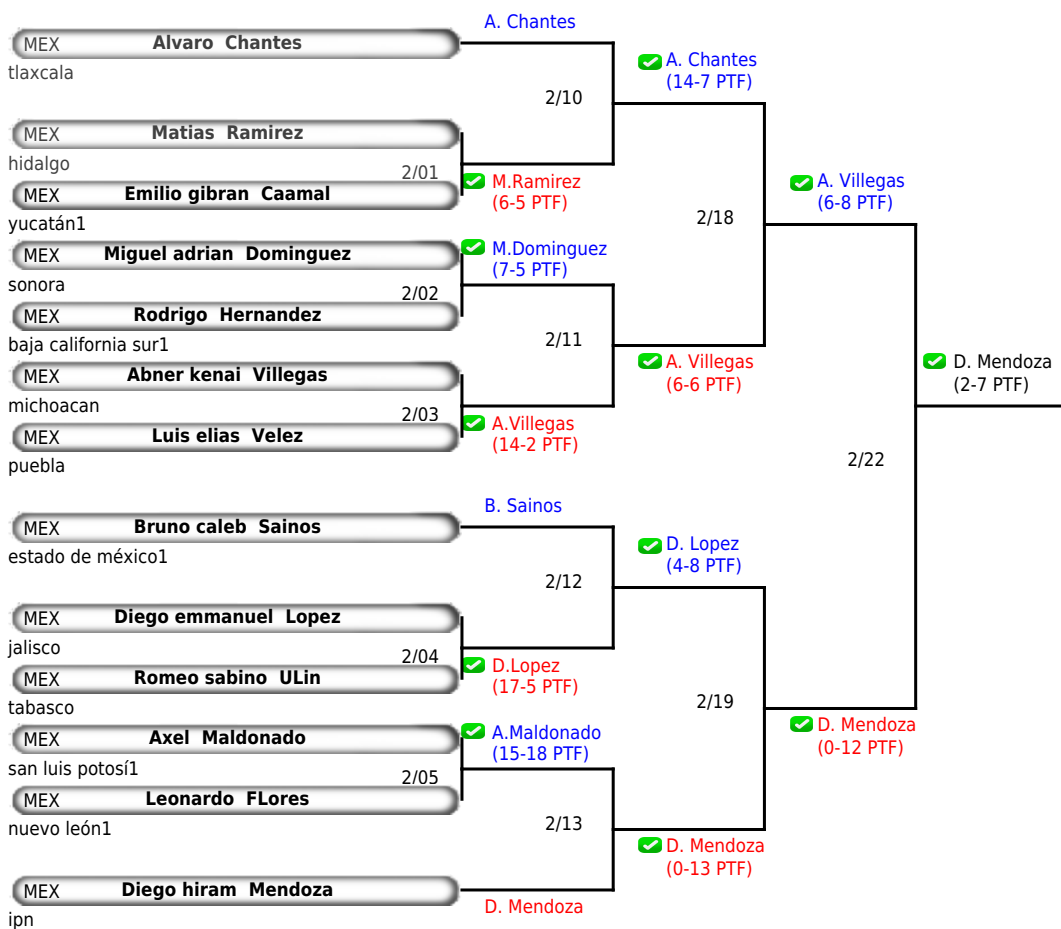 A. Chantes
MEX Alvaro Chantes
tlaxcala
A. Chantes
(14-7 PTF)
2/10
MEX Matias Ramirez
hidalgo
2/01
M.Ramirez
(6-5 PTF)
MEX Emilio gibran Caamal
yucatán1
A. Villegas
(6-8 PTF)
2/18
MEX Miguel adrian Dominguez
sonora
M.Dominguez
(7-5 PTF)
2/02
MEX Rodrigo Hernandez
baja california sur1
2/11
A. Villegas
(6-6 PTF)
MEX Abner kenai Villegas
michoacan
2/03
A.Villegas
(14-2 PTF)
MEX Luis elias Velez
puebla
D. Mendoza
(2-7 PTF)
2/22
B. Sainos
MEX Bruno caleb Sainos
estado de méxico1
D. Lopez
(4-8 PTF)
2/12
MEX Diego emmanuel Lopez
jalisco
2/04
D.Lopez
(17-5 PTF)
MEX Romeo sabino ULin
tabasco
2/19
D. Mendoza
(0-12 PTF)
MEX Axel Maldonado
san luis potosí1
A.Maldonado
(15-18 PTF)
2/05
MEX Leonardo FLores
nuevo león1
2/13
D. Mendoza
(0-13 PTF)
MEX Diego hiram Mendoza
ipn
D. Mendoza